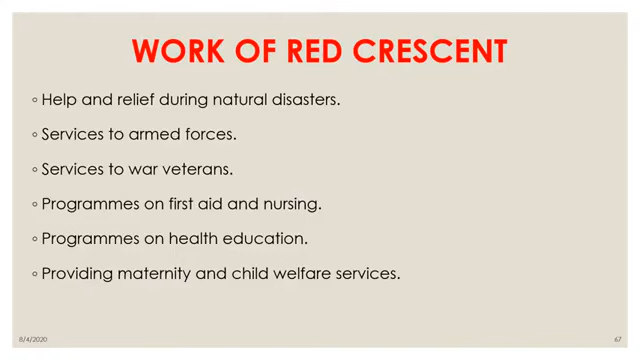 WORK OF RED CRESCENT
◦ Help and relief during natural disasters.
◦ Services to armed forces.
◦ Services to war veterans.
◦ Programmes on first aid and nursing.
◦ Programmes on health education.
◦ Providing maternity and child welfare services.
8/4/2020 67